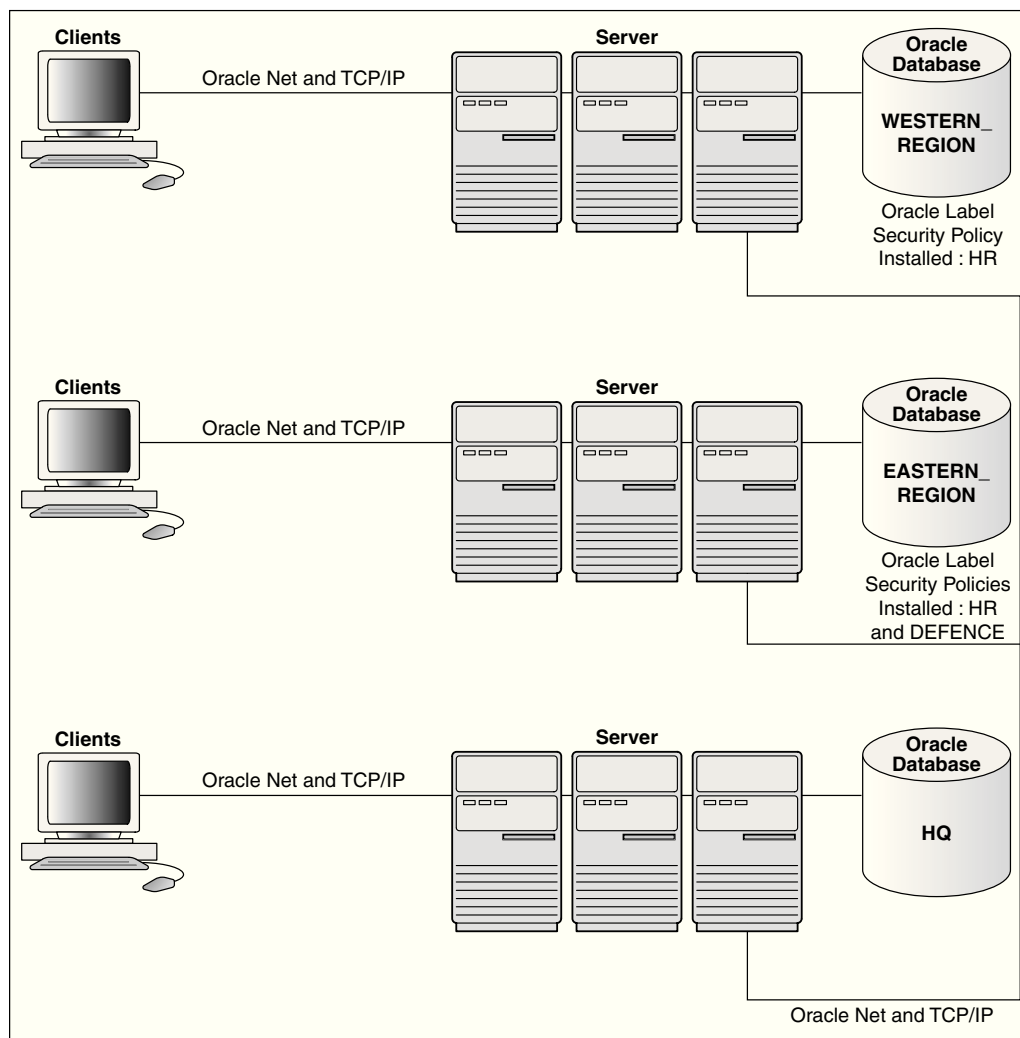 Clients
Server
Oracle
Database
Oracle Net and TCP/IP
WESTERN_
REGION
Oracle Label
Security Policy
Installed : HR
Clients
Server
Oracle
Database
Oracle Net and TCP/IP
EASTERN_
REGION
Oracle Label
Security Policies
Installed : HR
and DEFENCE
Clients
Server
Oracle
Database
Oracle Net and TCP/IP
HQ
Oracle Net and TCP/IP